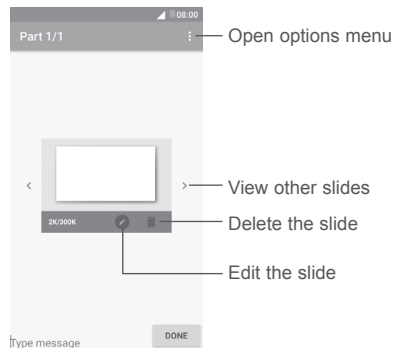 08:00
Part 1/1
Open options menu
View other slides
2K/300K
Delete the slide
Edit the slide
DONE
Type message